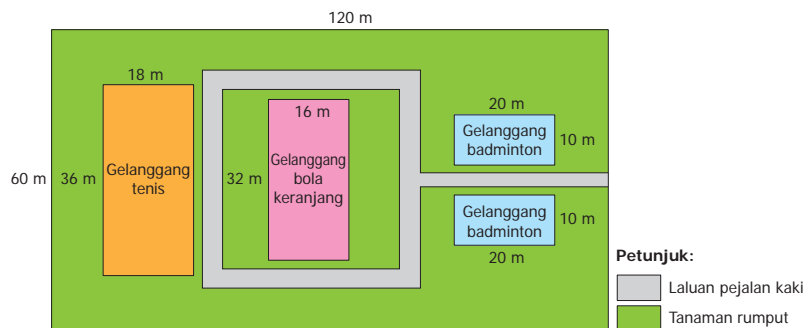 120 m
18 m
20 m
16 m
Gelanggang
badminton
10 m
60 m
36 m
Gelanggang
tenis
32 m
Gelanggang
bola
keranjang
Gelanggang
badminton
10 m
20 m
Petunjuk:
Laluan pejalan kaki
Tanaman rumput